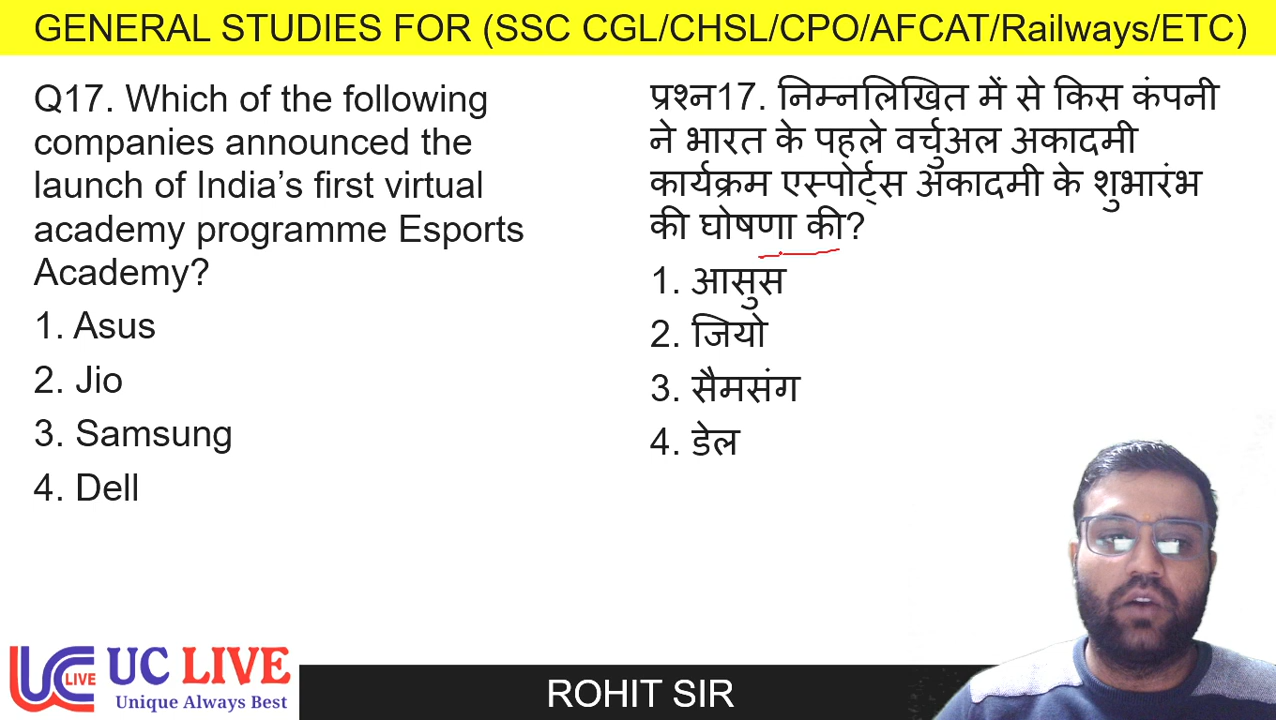 GENERAL STUDIES FOR (SSC CGL/CHSL/CPO/AFCAT/Railways/ETC)
Q17. Which of the following
companies announced the
launch of India’s first virtual
academy programme Esports
Academy?
1. Asus
2. Jio
3. Samsung
4. Dell
प्रश्न17. निम्नलिखित में से किस कंपनी
ने भारत के पहले वर्चुअल अकादमी
कार्यक्रम एस्पोर्ट्स अकादमी के शुभारंभ
की घोषणा की?
1. आसुस
2. जियो
3. सैमसंग
4. डेल
UC LIVE
LIVE
Unique Always Best
ROHIT SIR